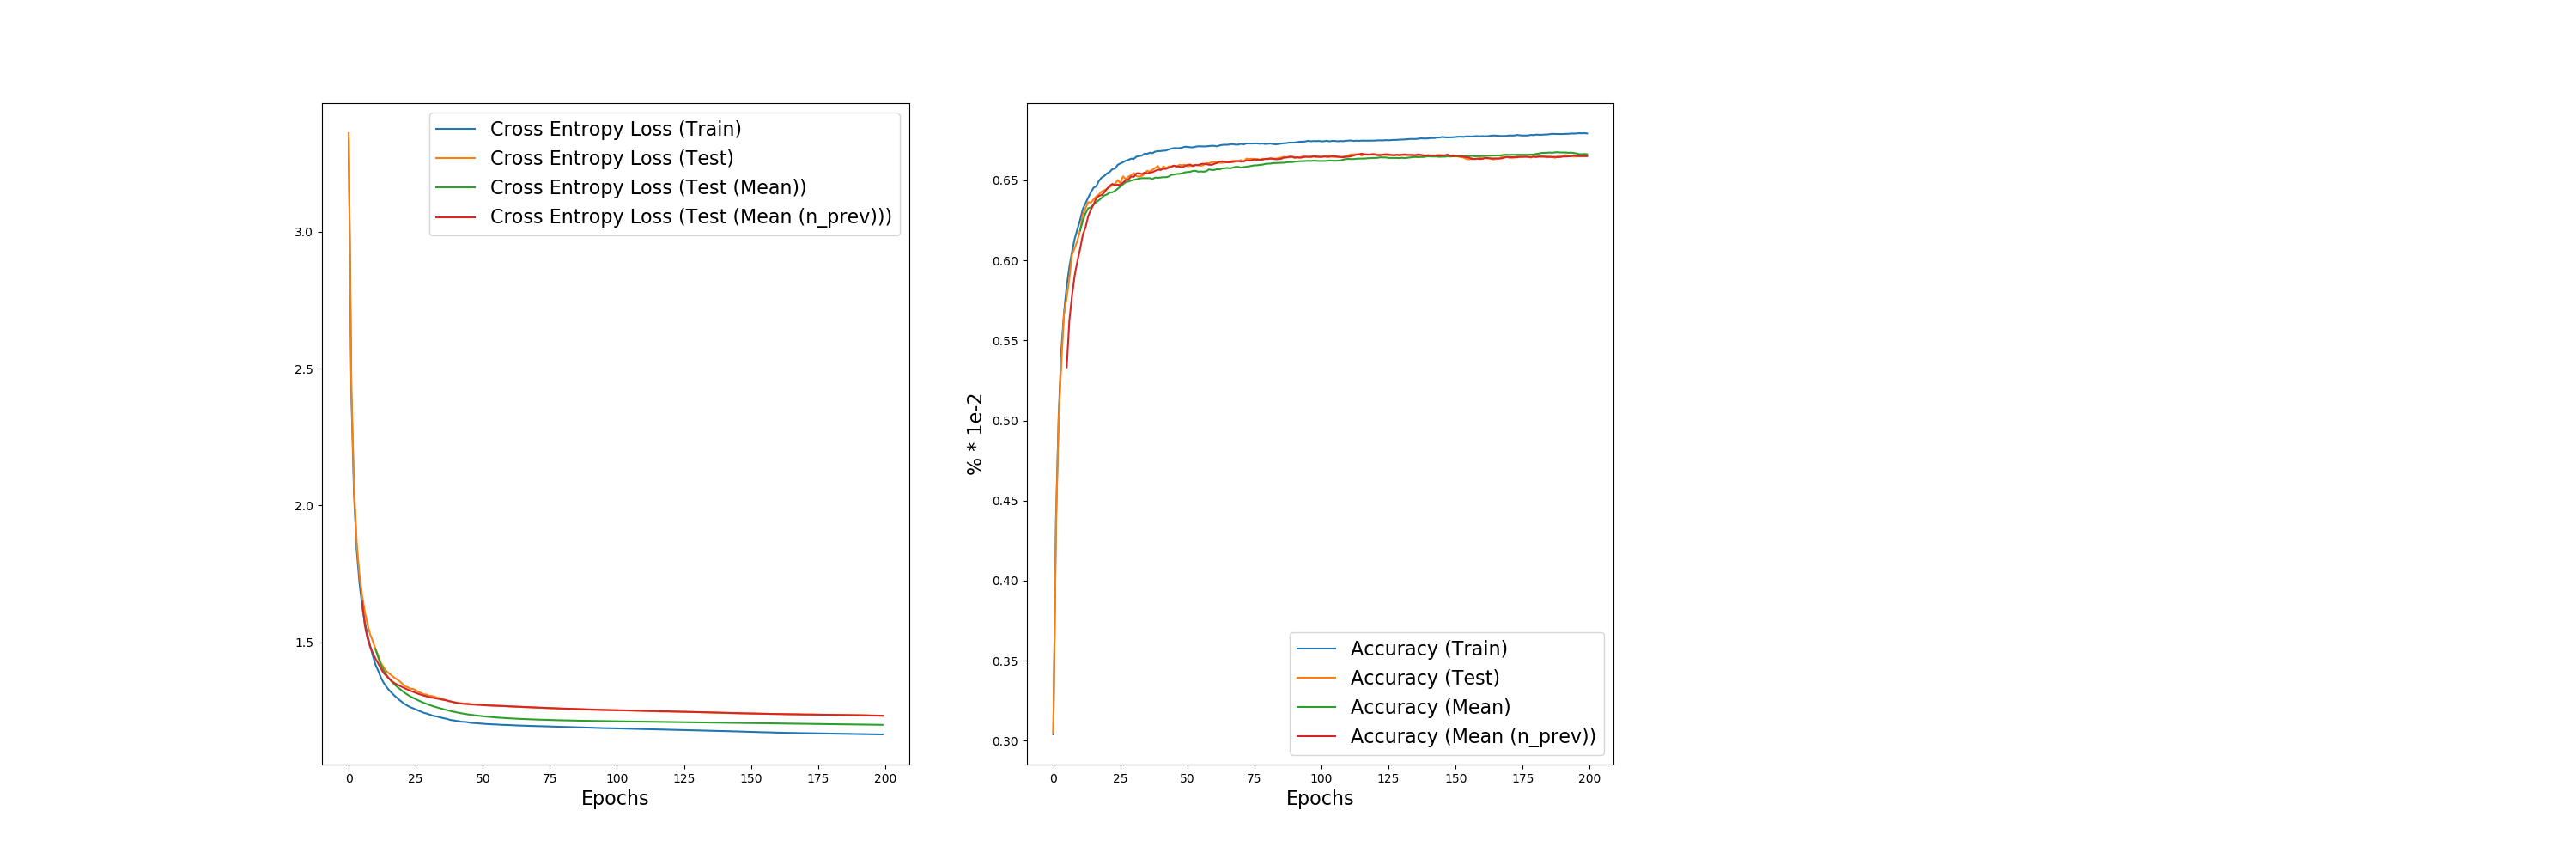 Cross Entropy Loss (Train)
Cross Entropy Loss (Test)
Cross Entropy Loss (Test (Mean))
Cross Entropy Loss (Test (Mean (n_prev)))
3.0
2.5
2.0
1.5
0 25 50 75 100 125 150 175 200
Epochs
% * 1e-2
0.65
0.60
0.55
0.50
0.45
0.40
0.35
0.30
Accuracy (Train)
Accuracy (Test)
Accuracy (Mean)
Accuracy (Mean (n_prev))
0 25 50 75 100 125 150 175 200
Epochs